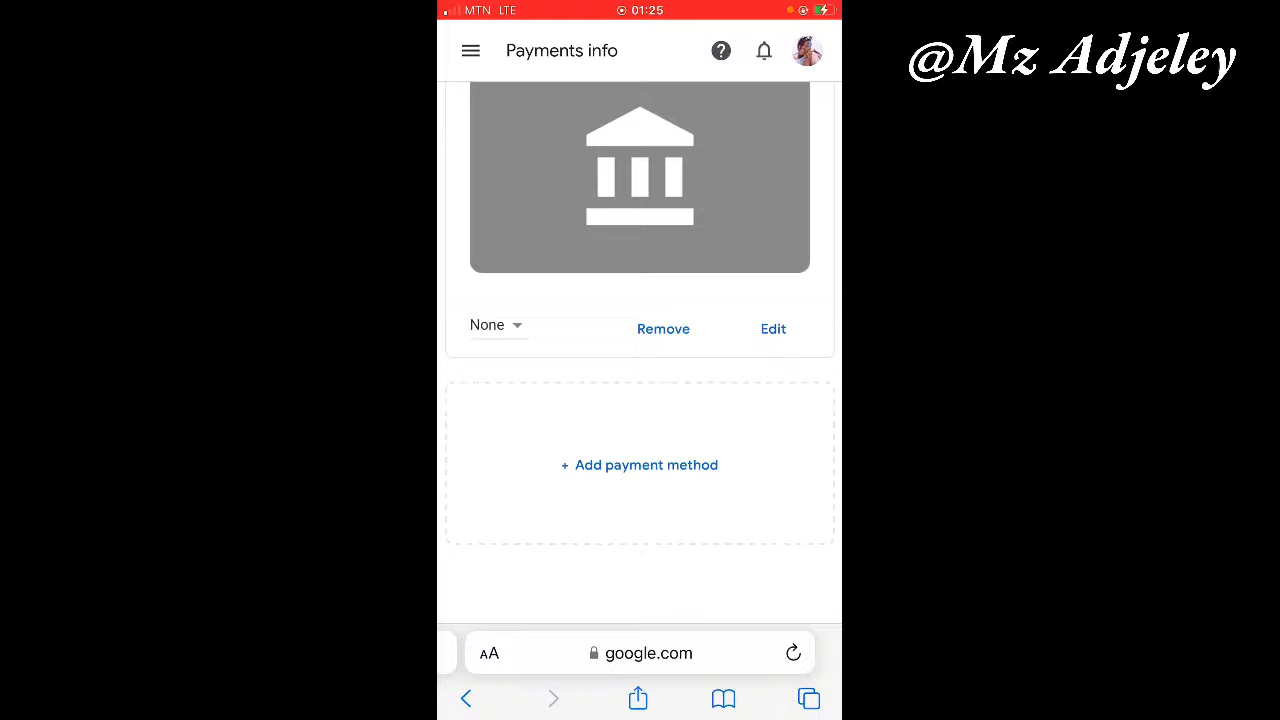 MTN LTE 01:25
@Mz Adjeley
Payments info
None Remove Edit
+ Add payment method
AA google.com